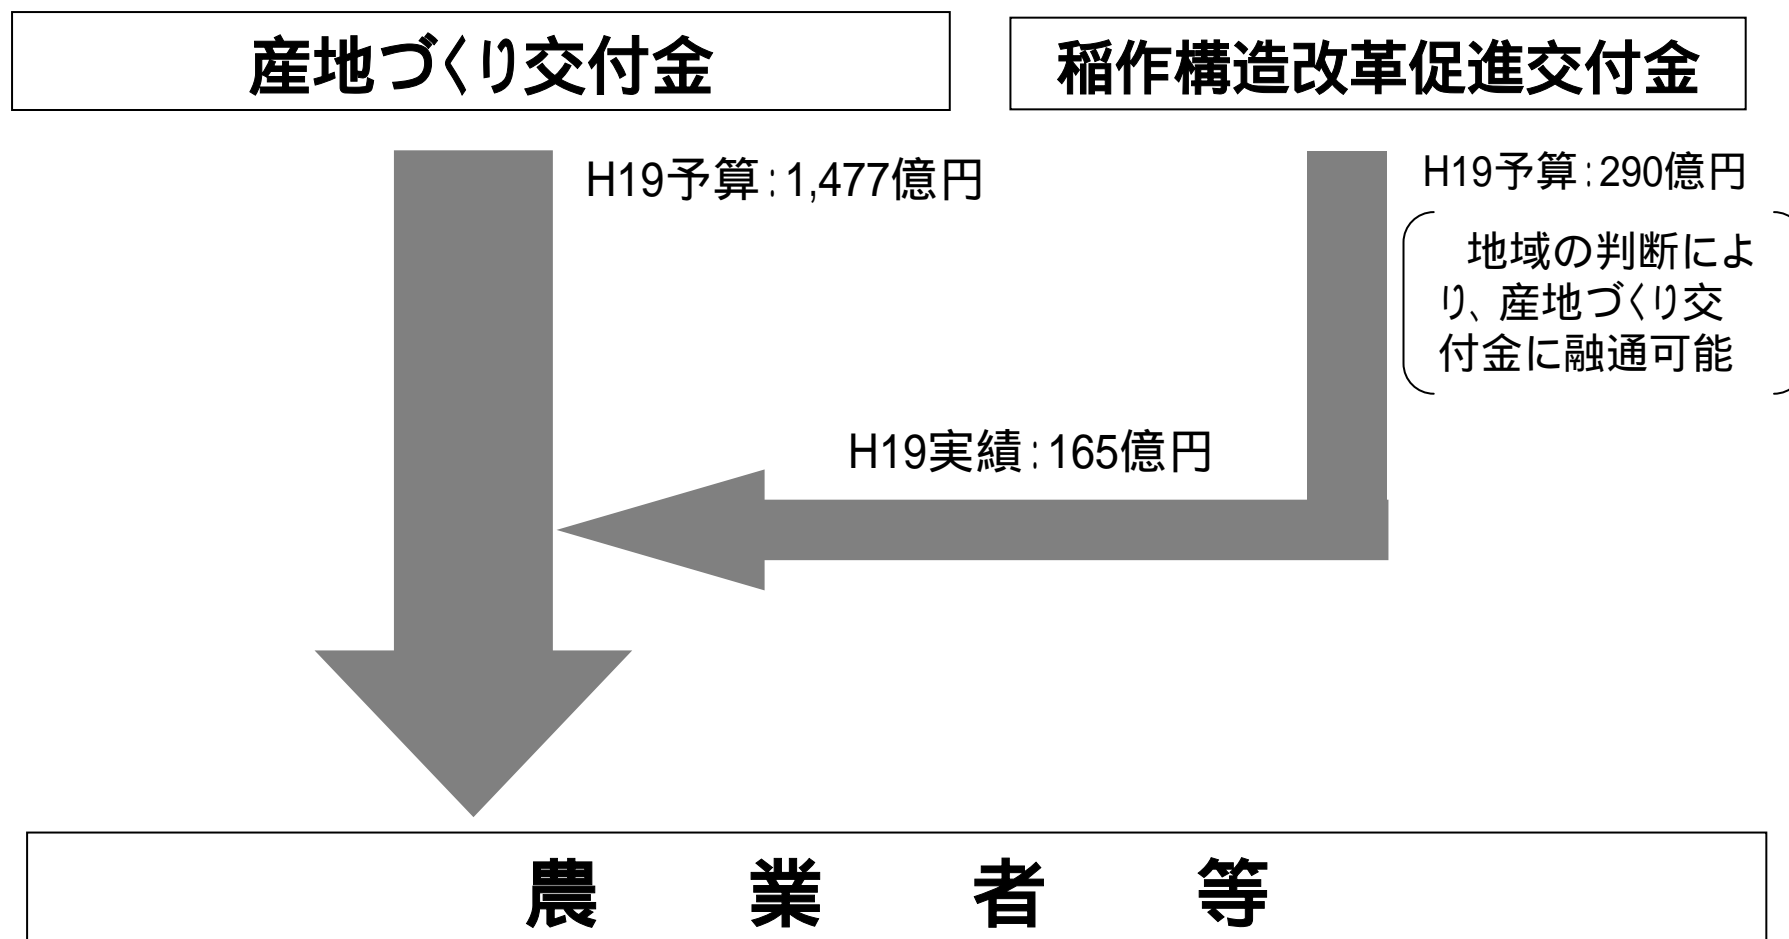 産地づくり交付金
稲作構造改革促進交付金
H19予算:1,477億円
H19予算:290億円
地域の判断によ
り、産地づくり交
付金に融通可能
H19実績:165億円
農 業 者 等